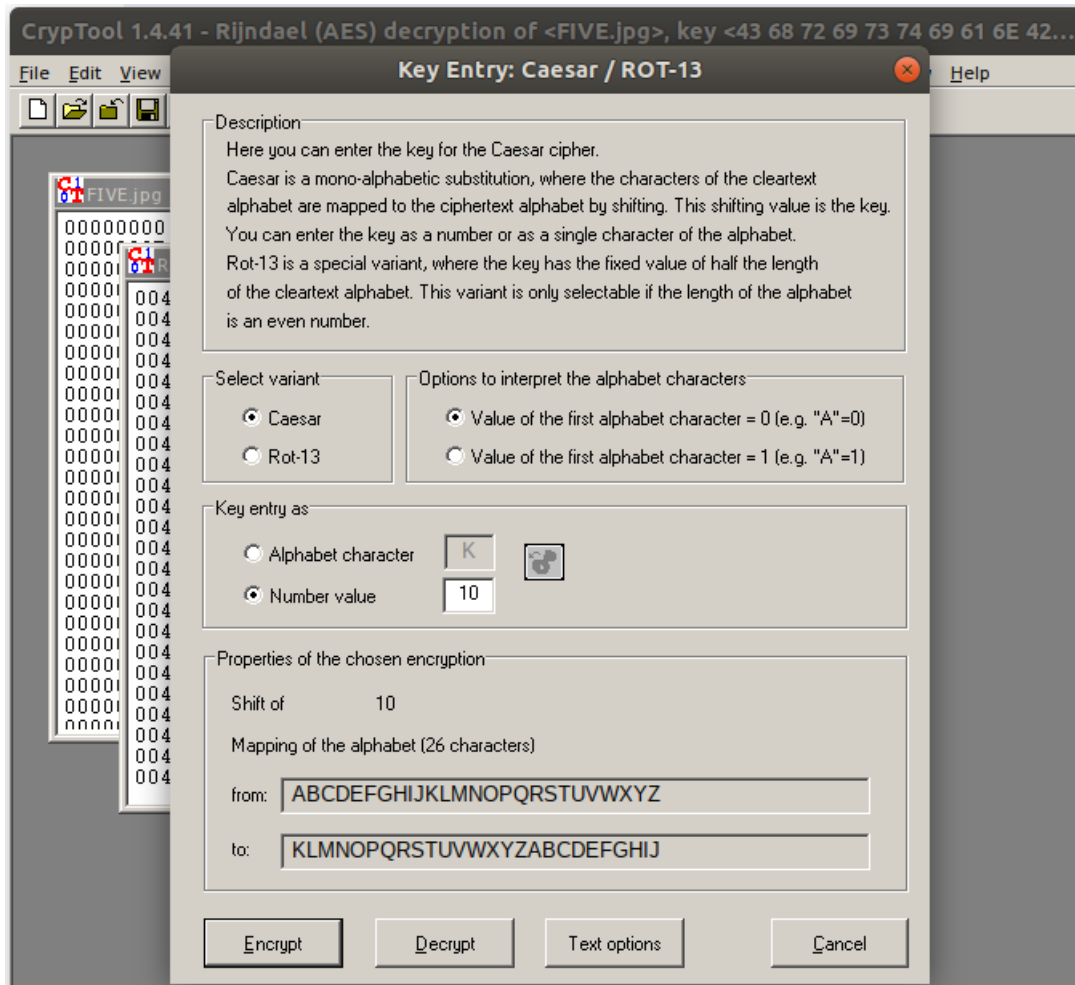 CrypTool 1.4.41 - Rijndael (AES) decryption of <FIVE.jpg>, key <43 68 72 69 73 74 69 61 6E 42...
Key Entry: Caesar / ROT-13
File Edit View Help
Description
Here you can enter the key for the Caesar cipher.
Caesar is a mono-alphabetic substitution, where the characters of the cleartext
alphabet are mapped to the ciphertext alphabet by shifting. This shifting value is the key.
You can enter the key as a number or as a single character of the alphabet.
Rot-13 is a special variant, where the key has the fixed value of half the length
of the cleartext alphabet. This variant is only selectable if the length of the alphabet
is an even number.
FIVE.jpg
00000000
Select variant
Options to interpret the alphabet characters
Caesar
Value of the first alphabet character = 0 (e.g. "A"=0)
Rot-13
Value of the first alphabet character = 1 (e.g. "A"=1)
Key entry as
Alphabet character K
Number value 10
Properties of the chosen encryption
Shift of 10
Mapping of the alphabet (26 characters)
from: ABCDEFGHIJKLMNOPQRSTUVWXYZ
to: KLMNOPQRSTUVWXYZABCDEFGHIJ
Encrypt Decrypt Text options Cancel